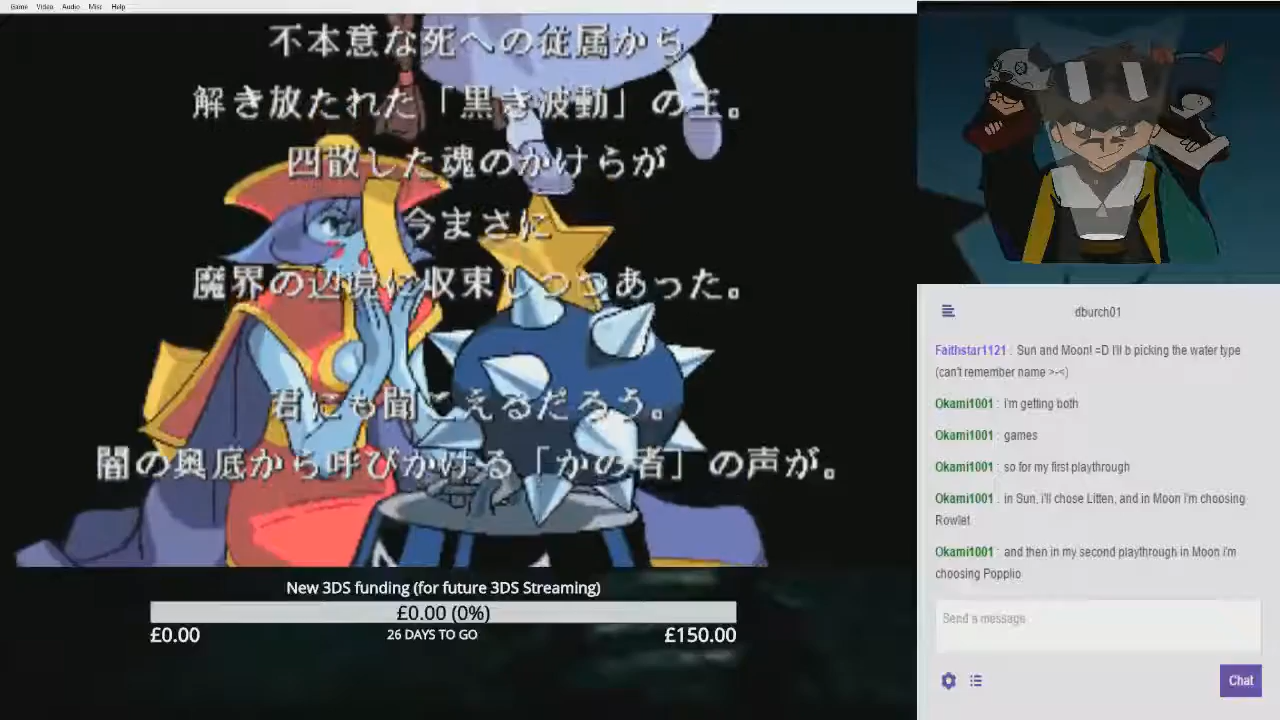 Game Video Audio Misc Help
不本意な死への従属から
解き放たれた「黒き波動」の主。
四散した魂のかけらが
今まさに
魔界の辺境に収束しつつあった。
君にも聞こえるだろう。
闇の奥底から呼びかける「かの者」の声が。
New 3DS funding (for future 3DS Streaming)
£0.00 (0%)
£0.00 26 DAYS TO GO £150.00
dburch01
Faithstar1121 : Sun and Moon! =D I'll b picking the water type
(can't remember name >-<)
Okami1001 : i'm getting both
Okami1001 : games
Okami1001 : so for my first playthrough
Okami1001 : in Sun, i'll chose Litten, and in Moon i'm choosing
Rowlet
Okami1001 : and then in my second playthrough in Moon i'm
choosing Popplio
Send a message
Chat